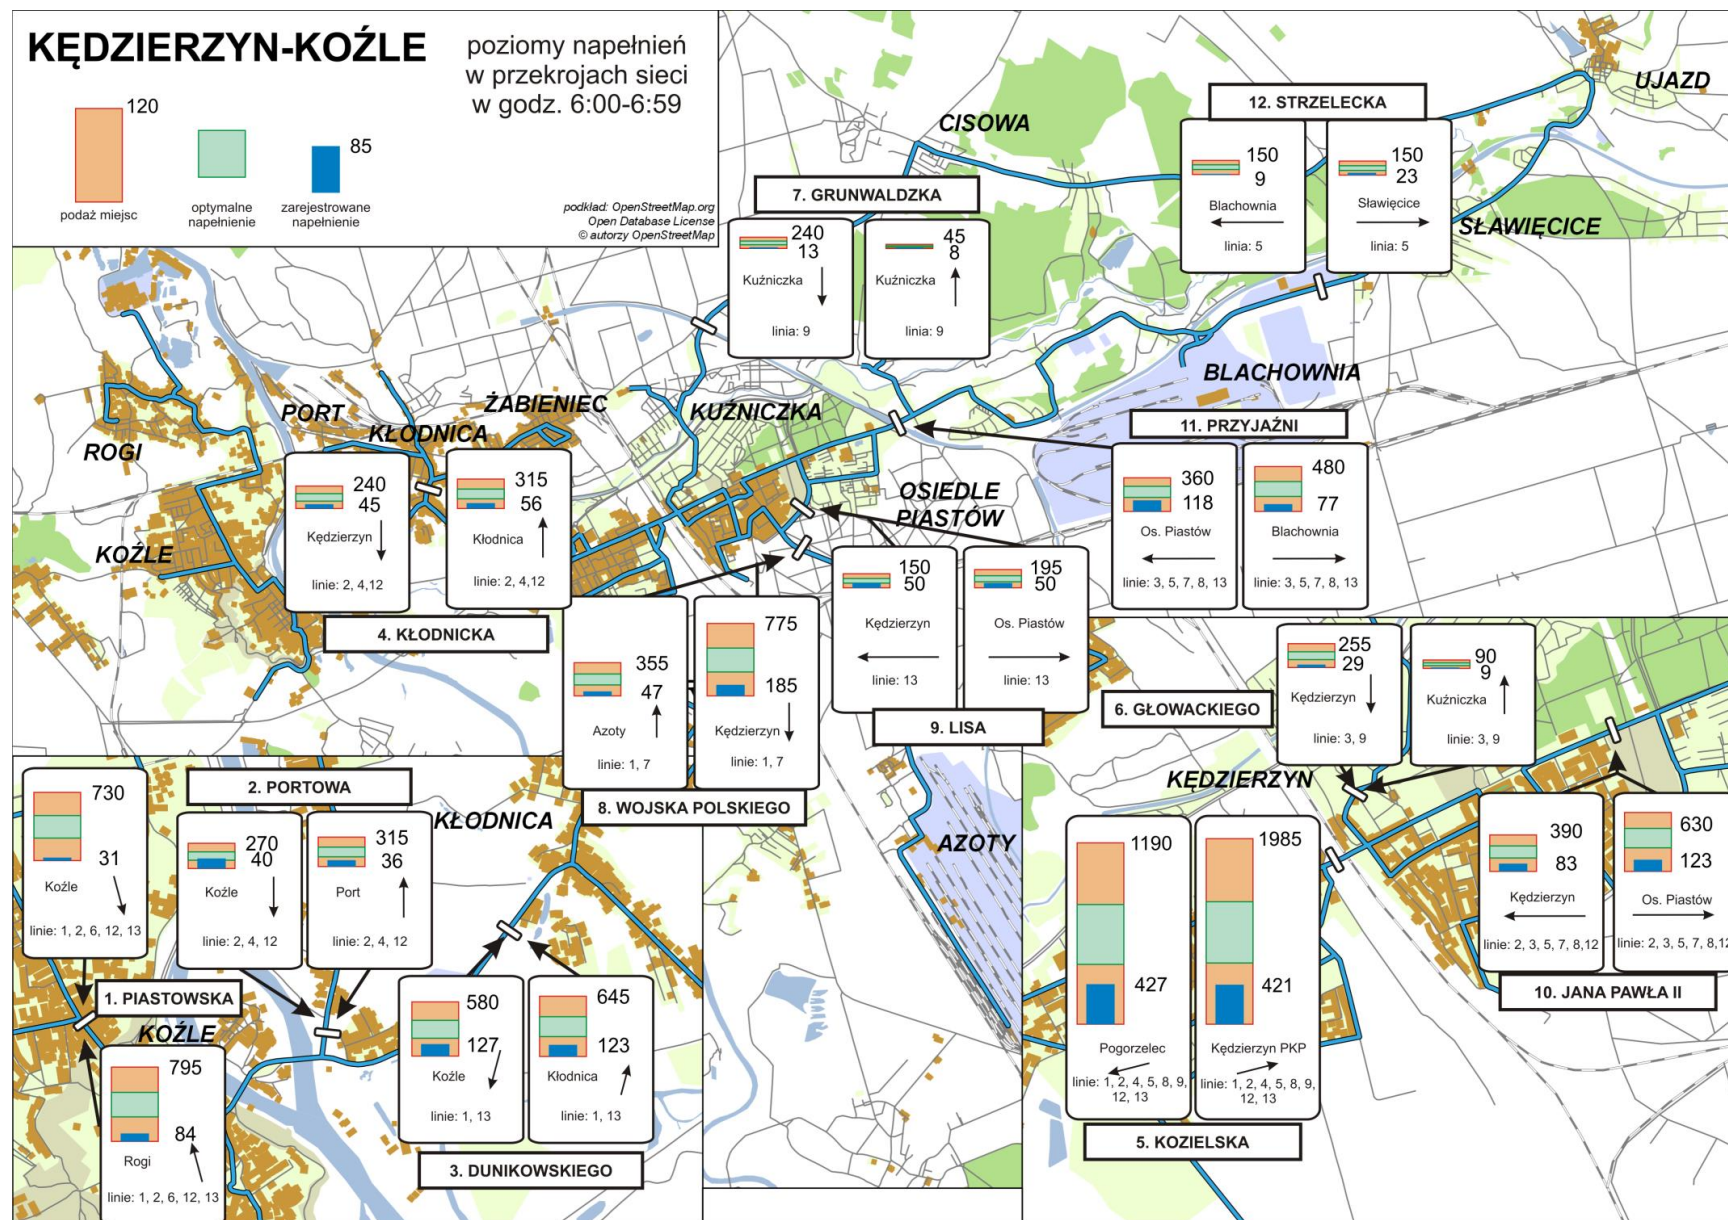 KĘDZIERZYN-KOŹLE
poziomy napełnień
w przekrojach sieci
w godz. 6:00-6:59
120
85
podaż miejsc
optymalne
napełnienie
zarejestrowane
napełnienie
podkład: OpenStreetMap.org
Open Database License
© autorzy OpenStreetMap
UJAZD
CISOWA
12. STRZELECKA
150
9
Blachownia
linia: 5
150
23
Sławięcice
linia: 5
SŁAWIĘCICE
7. GRUNWALDZKA
240
13
Kuźniczka
linia: 9
45
8
Kuźniczka
linia: 9
BLACHOWNIA
ŻABIENIEC
KUŹNICZKA
PORT
KŁODNICA
ROGI
KOŹLE
OSIEDLE
PIASTÓW
11. PRZYJAŹNI
360
118
Os. Piastów
linie: 3, 5, 7, 8, 13
480
77
Blachownia
linie: 3, 5, 7, 8, 13
240
45
Kędzierzyn
linie: 2, 4,12
315
56
Kłodnica
linie: 2, 4,12
4. KŁODNICKA
150
50
Kędzierzyn
linie: 13
195
50
Os. Piastów
linie: 13
9. LISA
355
47
Azoty
linie: 1, 7
775
185
Kędzierzyn
linie: 1, 7
8. WOJSKA POLSKIEGO
6. GŁOWACKIEGO
255
29
Kędzierzyn
linie: 3, 9
90
9
Kuźniczka
linie: 3, 9
KĘDZIERZYN
AZOTY
730
31
Koźle
linie: 1, 2, 6, 12, 13
2. PORTOWA
270
40
Koźle
linie: 2, 4, 12
315
36
Port
linie: 2, 4, 12
KŁODNICA
1. PIASTOWSKA
KOŹLE
795
84
Rogi
linie: 1, 2, 6, 12, 13
580
127
Koźle
linie: 1, 13
645
123
Kłodnica
linie: 1, 13
3. DUNIKOWSKIEGO
1190
427
Pogorzelec
linie: 1, 2, 4, 5, 8, 9,
12, 13
1985
421
Kędzierzyn PKP
linie: 1, 2, 4, 5, 8, 9,
12, 13
5. KOZIELSKA
390
83
Kędzierzyn
linie: 2, 3, 5, 7, 8,12
630
123
Os. Piastów
linie: 2, 3, 5, 7, 8,12
10. JANA PAWŁA II